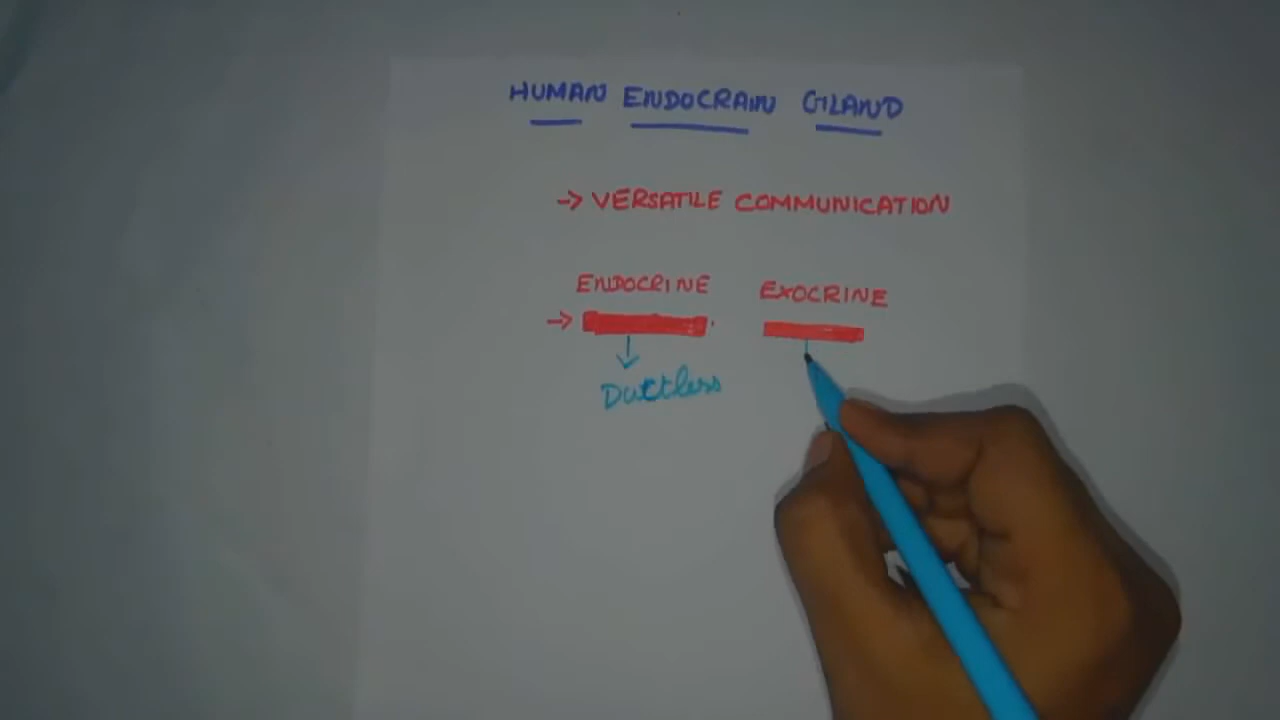 HUMAN ENDOCRAIN GLAND
→ VERSATILE COMMUNICATION
ENDOCRINE EXOCRINE
→
Ductless